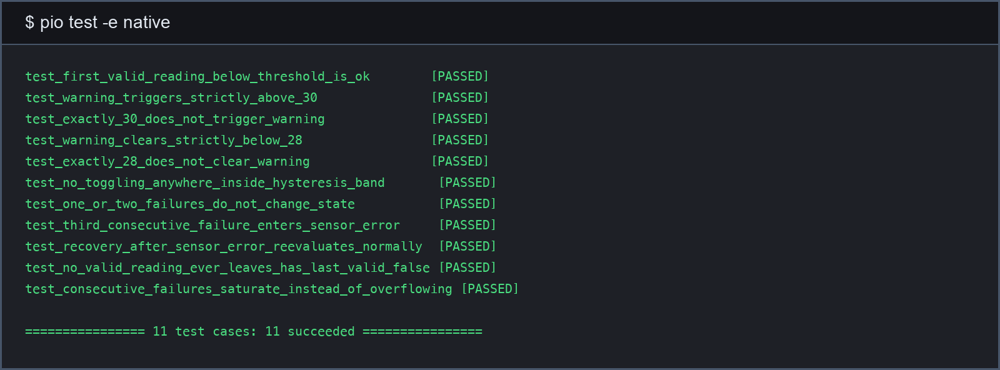 $ pio test -e native
test_first_valid_reading_below_threshold_is_ok [PASSED]
test_warning_triggers_strictly_above_30 [PASSED]
test_exactly_30_does_not_trigger_warning [PASSED]
test_warning_clears_strictly_below_28 [PASSED]
test_exactly_28_does_not_clear_warning [PASSED]
test_no_toggling_anywhere_inside_hysteresis_band [PASSED]
test_one_or_two_failures_do_not_change_state [PASSED]
test_third_consecutive_failure_enters_sensor_error [PASSED]
test_recovery_after_sensor_error_reevaluates_normally [PASSED]
test_no_valid_reading_ever_leaves_has_last_valid_false [PASSED]
test_consecutive_failures_saturate_instead_of_overflowing [PASSED]
================ 11 test cases: 11 succeeded ================